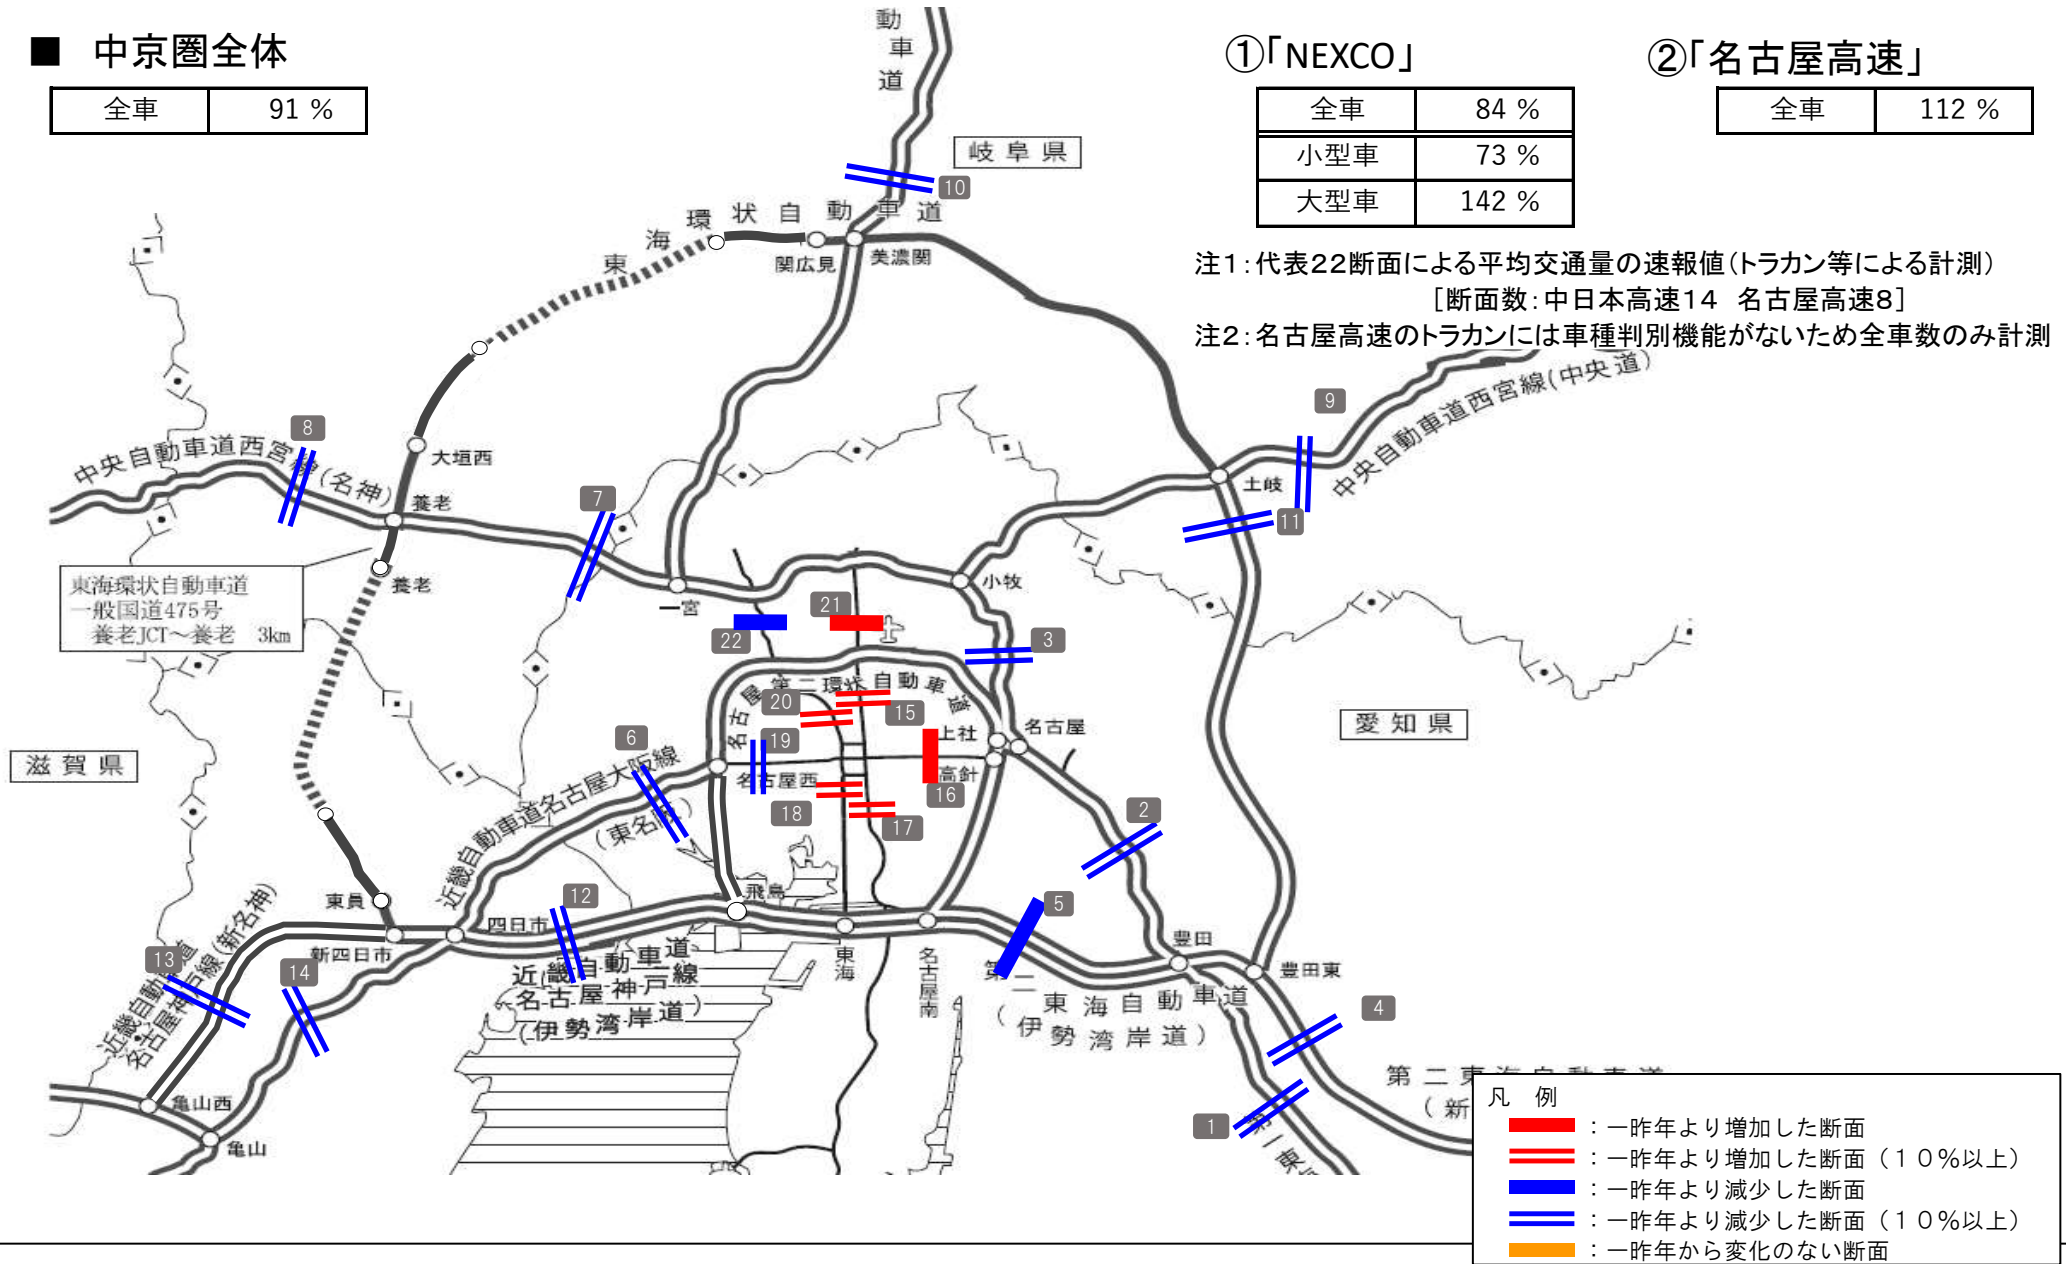 ■ 中京圏全体
全車 91 %
①「NEXCO」
全車 84 %
小型車 73 %
大型車 142 %
②「名古屋高速」
全車 112 %
注1：代表22断面による平均交通量の速報値（トラカン等による計測）
［断面数：中日本高速14 名古屋高速8］
注2：名古屋高速のトラカンには車種判別機能がないため全車数のみ計測
動車道
岐阜県
10
東海環状自動車道
関広見
美濃関
9
中央自動車道西宮線(中央道)
8
中央自動車道西宮線(名神)
大垣西
養老
7
土岐
11
養老
東海環状自動車道
一般国道475号
養老JCT～養老 3km
一宮
小牧
21
22
3
名古屋第二環状自動車道
20
15
上社
名古屋
愛知県
滋賀県
6
19
名古屋西
高針
16
18
17
2
近畿自動車道名古屋大阪線
(東名阪)
東員
12
飛島
5
四日市
新四日市
豊田
豊田東
13
14
近畿自動車道
名古屋神戸線(新名神)
近畿自動車道
名古屋神戸線
(伊勢湾岸道)
東海
名古屋南
第二東海自動車道
(伊勢湾岸道)
4
第二東海自動車道
(新
1
第一東
亀山西
亀山
凡 例
：一昨年より増加した断面
：一昨年より増加した断面（１０％以上）
：一昨年より減少した断面
：一昨年より減少した断面（１０％以上）
：一昨年から変化のない断面